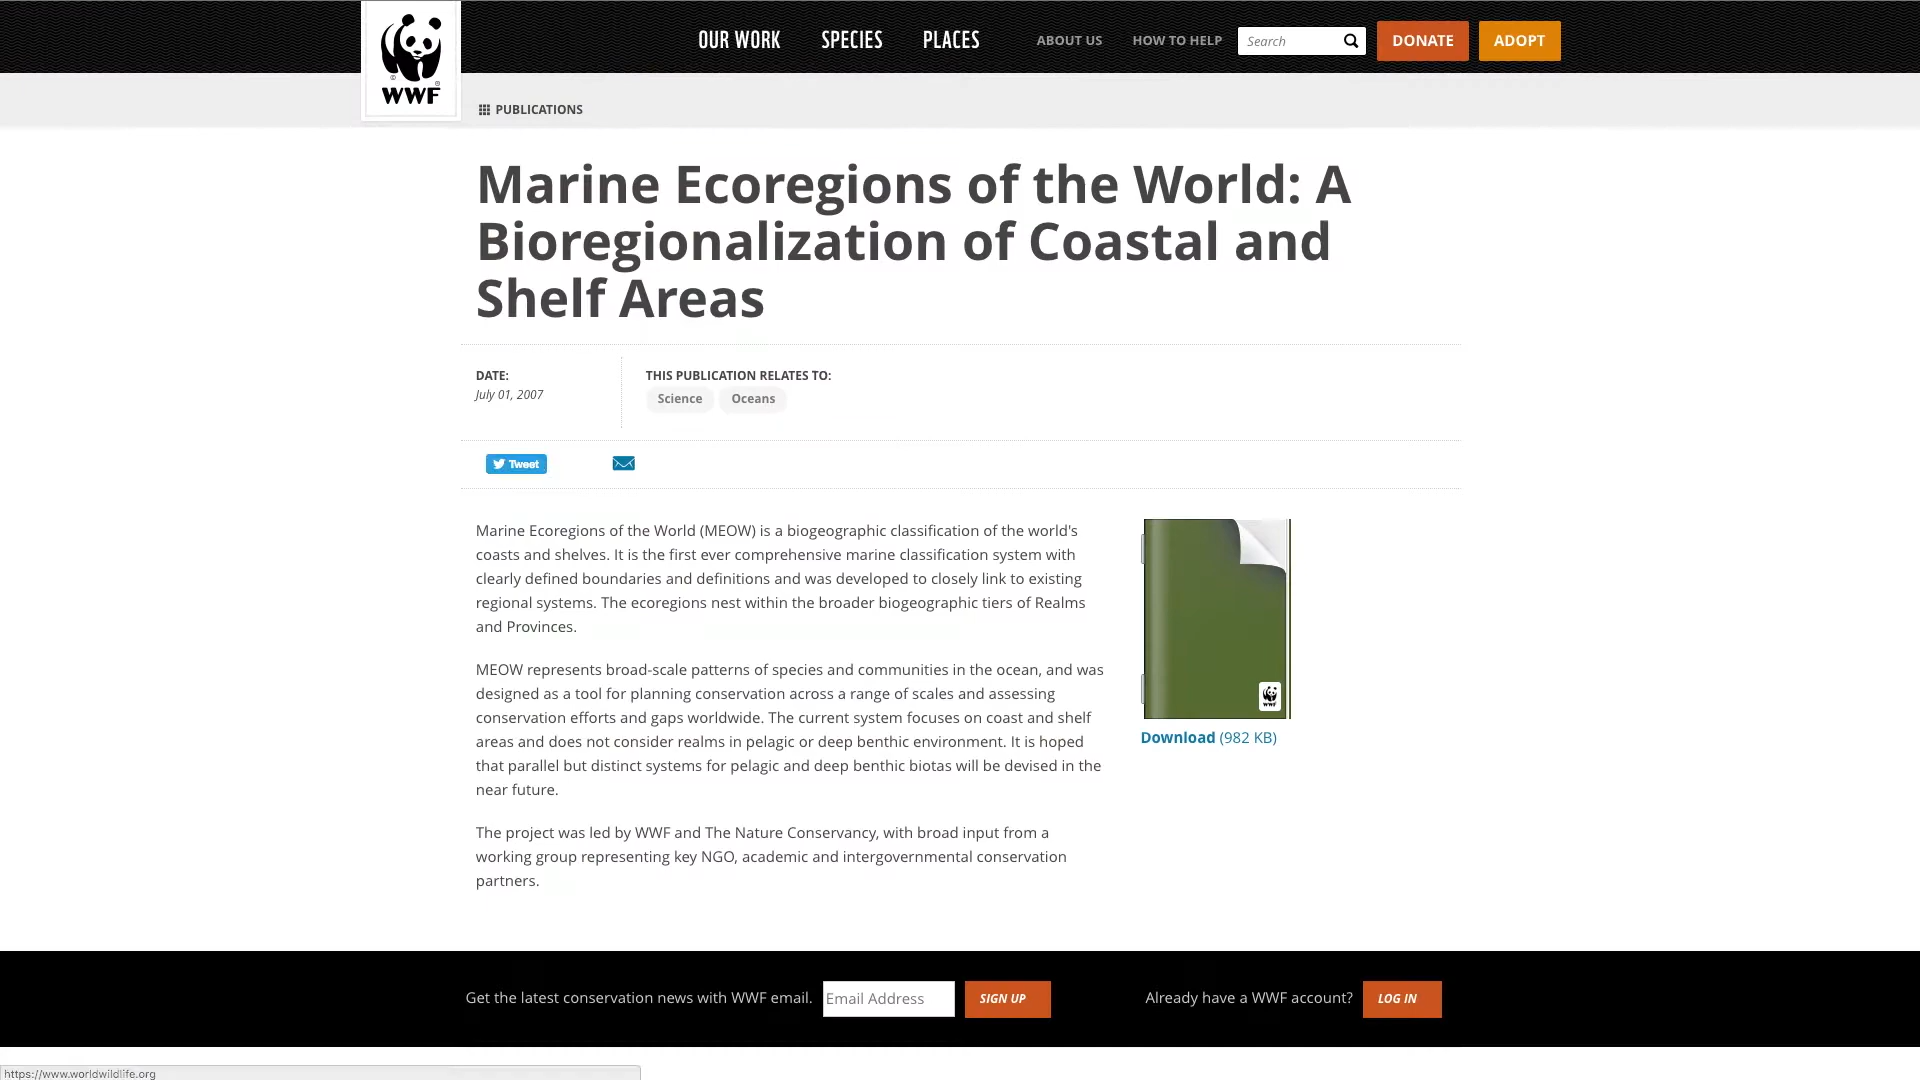 OUR WORK SPECIES PLACES ABOUT US HOW TO HELP Search DONATE ADOPT
© ®
WWF
PUBLICATIONS
Marine Ecoregions of the World: A
Bioregionalization of Coastal and
Shelf Areas
DATE:
July 01, 2007
THIS PUBLICATION RELATES TO:
Science Oceans
Tweet
Marine Ecoregions of the World (MEOW) is a biogeographic classification of the world's
coasts and shelves. It is the first ever comprehensive marine classification system with
clearly defined boundaries and definitions and was developed to closely link to existing
regional systems. The ecoregions nest within the broader biogeographic tiers of Realms
and Provinces.
MEOW represents broad-scale patterns of species and communities in the ocean, and was
designed as a tool for planning conservation across a range of scales and assessing
conservation efforts and gaps worldwide. The current system focuses on coast and shelf
areas and does not consider realms in pelagic or deep benthic environment. It is hoped
that parallel but distinct systems for pelagic and deep benthic biotas will be devised in the
near future.
The project was led by WWF and The Nature Conservancy, with broad input from a
working group representing key NGO, academic and intergovernmental conservation
partners.
WWF
Download (982 KB)
Get the latest conservation news with WWF email. Email Address SIGN UP Already have a WWF account? LOG IN
https://www.worldwildlife.org